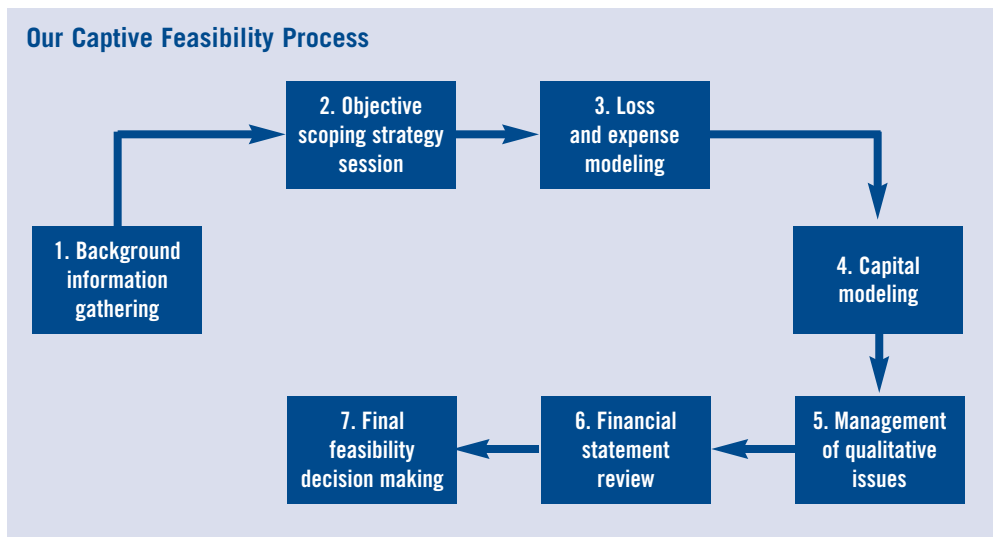 Our Captive Feasibility Process
1. Background
information
gathering
2. Objective
scoping strategy
session
3. Loss
and expense
modeling
4. Capital
modeling
5. Management
of qualitative
issues
6. Financial
statement
review
7. Final
feasibility
decision making